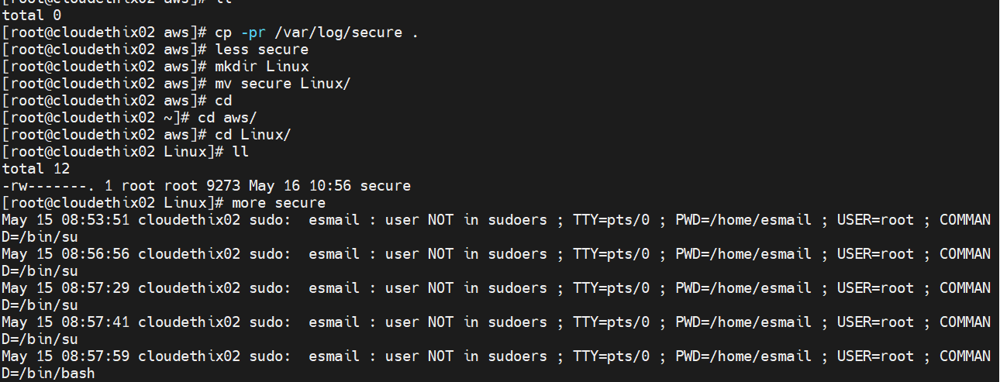 [root@cloudethix02 aws]# ll
total 0
[root@cloudethix02 aws]# cp -pr /var/log/secure .
[root@cloudethix02 aws]# less secure
[root@cloudethix02 aws]# mkdir Linux
[root@cloudethix02 aws]# mv secure Linux/
[root@cloudethix02 aws]# cd
[root@cloudethix02 ~]# cd aws/
[root@cloudethix02 aws]# cd Linux/
[root@cloudethix02 Linux]# ll
total 12
-rw-------. 1 root root 9273 May 16 10:56 secure
[root@cloudethix02 Linux]# more secure
May 15 08:53:51 cloudethix02 sudo:  esmail : user NOT in sudoers ; TTY=pts/0 ; PWD=/home/esmail ; USER=root ; COMMAN
D=/bin/su
May 15 08:56:56 cloudethix02 sudo:  esmail : user NOT in sudoers ; TTY=pts/0 ; PWD=/home/esmail ; USER=root ; COMMAN
D=/bin/su
May 15 08:57:29 cloudethix02 sudo:  esmail : user NOT in sudoers ; TTY=pts/0 ; PWD=/home/esmail ; USER=root ; COMMAN
D=/bin/su
May 15 08:57:41 cloudethix02 sudo:  esmail : user NOT in sudoers ; TTY=pts/0 ; PWD=/home/esmail ; USER=root ; COMMAN
D=/bin/su
May 15 08:57:59 cloudethix02 sudo:  esmail : user NOT in sudoers ; TTY=pts/0 ; PWD=/home/esmail ; USER=root ; COMMAN
D=/bin/bash